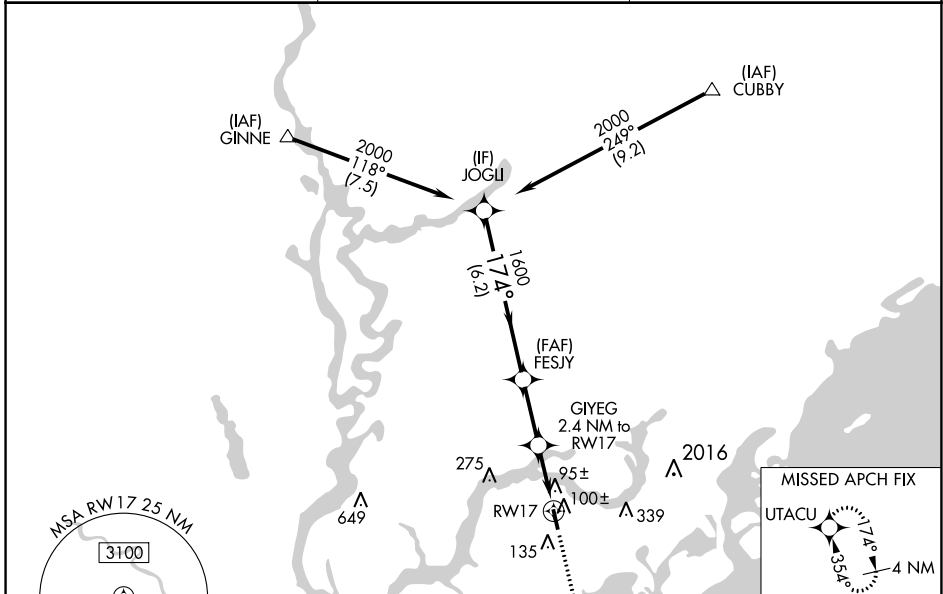 (IAF)
CUBBY
(IAF)
GINNE
2000
118°
(7.5)
2000
249°
(9.2)
(IF)
JOGLI
1600
174°
(6.2)
(FAF)
FESJY
GIYEG
2.4 NM to
RW17
275
95±
2016
649
RW17
100±
339
135
MSA RW17 25 NM
3100
MISSED APCH FIX
UTACU
174°
354°
4 NM